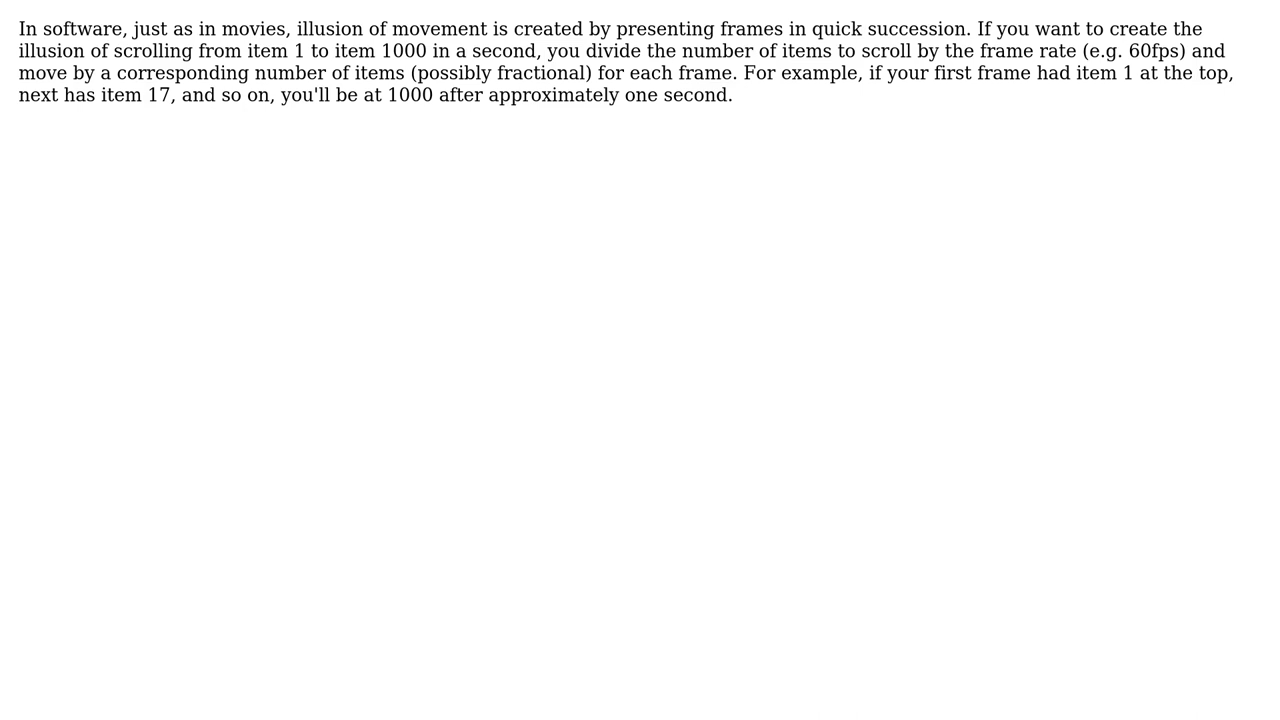 In software, just as in movies, illusion of movement is created by presenting frames in quick succession. If you want to create the
illusion of scrolling from item 1 to item 1000 in a second, you divide the number of items to scroll by the frame rate (e.g. 60fps) and
move by a corresponding number of items (possibly fractional) for each frame. For example, if your first frame had item 1 at the top,
next has item 17, and so on, you'll be at 1000 after approximately one second.